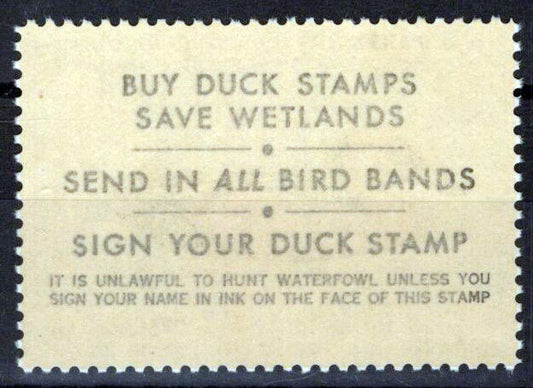 BUY DUCK STAMPS
SAVE WETLANDS
SEND IN ALL BIRD BANDS
SIGN YOUR DUCK STAMP
IT IS UNLAWFUL TO HUNT WATERFOWL UNLESS YOU
SIGN YOUR NAME IN INK ON THE FACE OF THIS STAMP